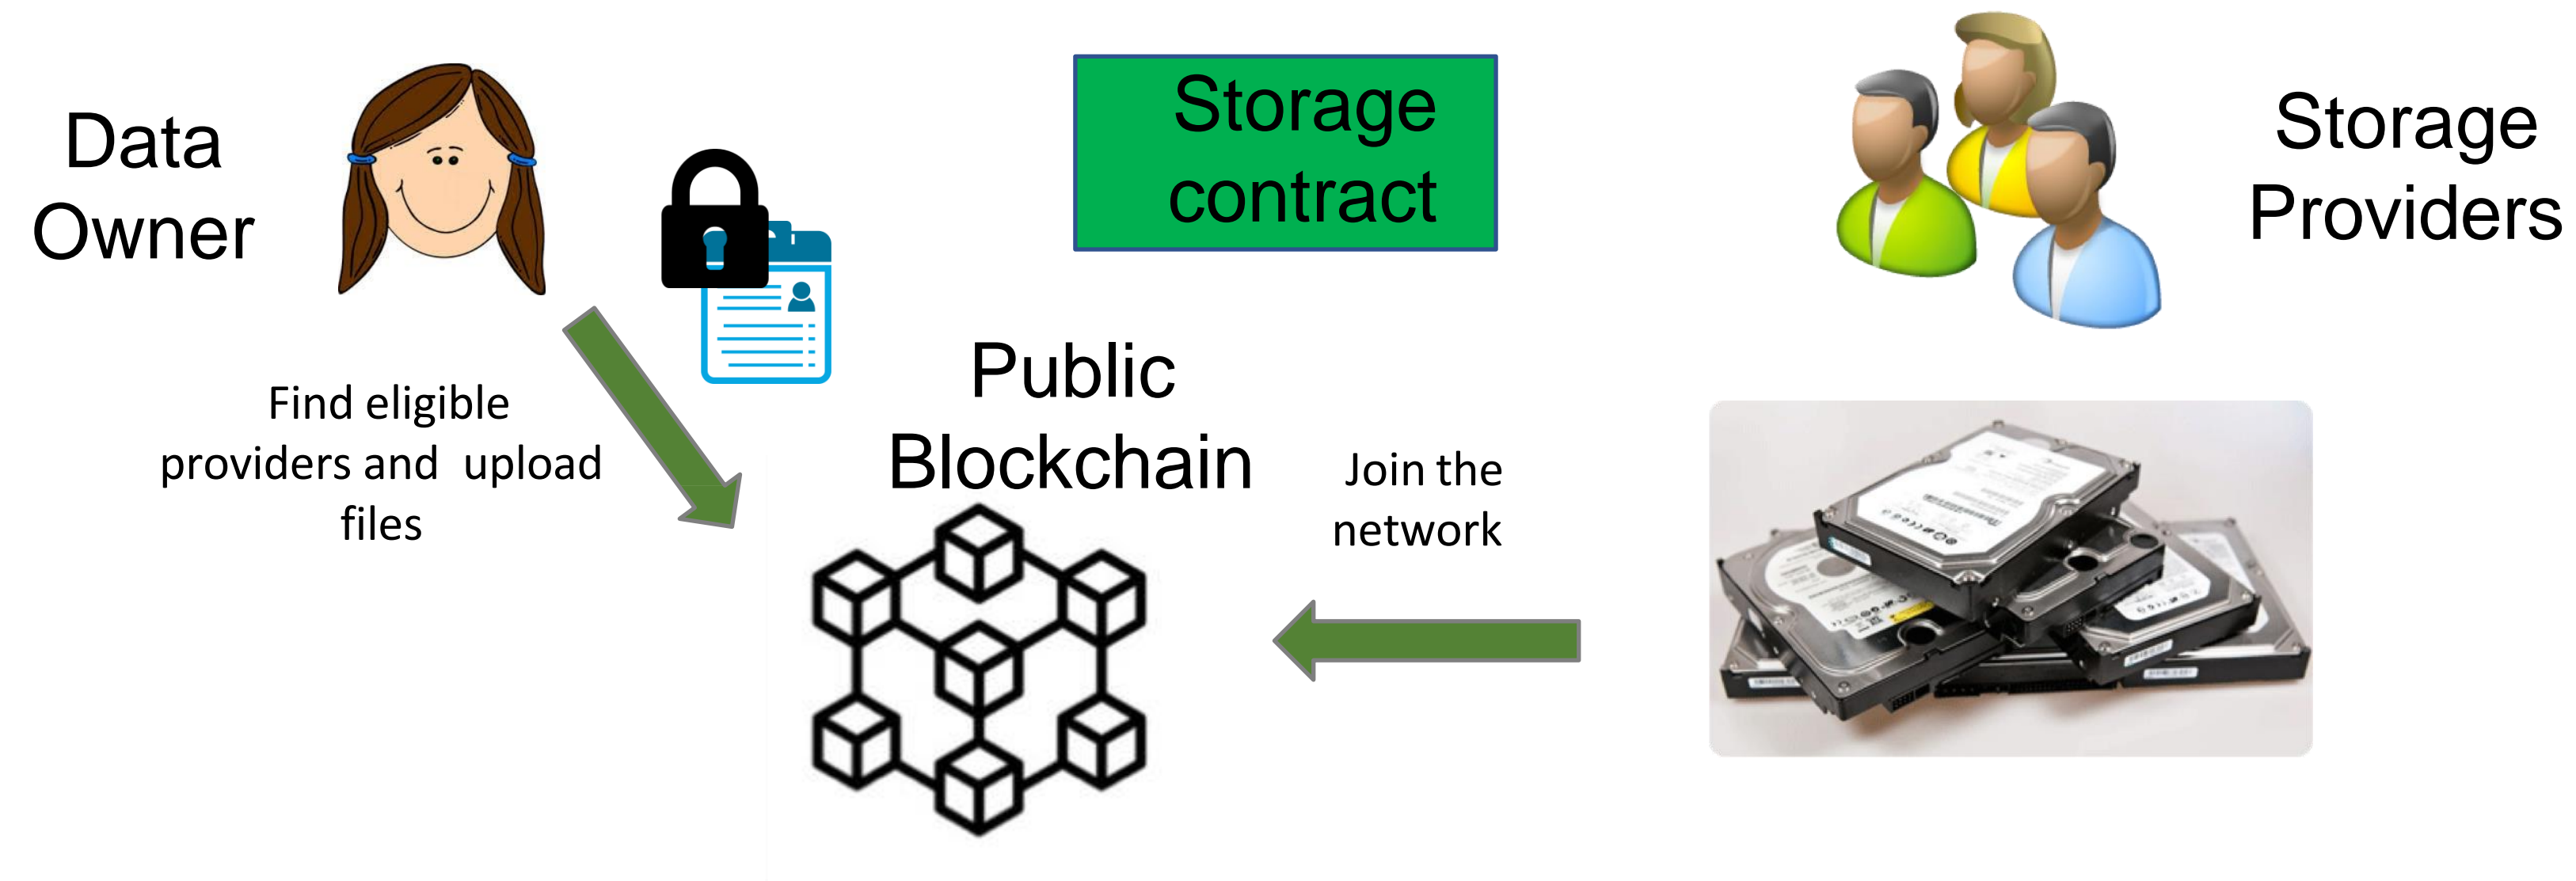 Data
Owner
Storage
contract
Storage
Providers
Find eligible
providers and upload
files
Public
Blockchain
Join the
network